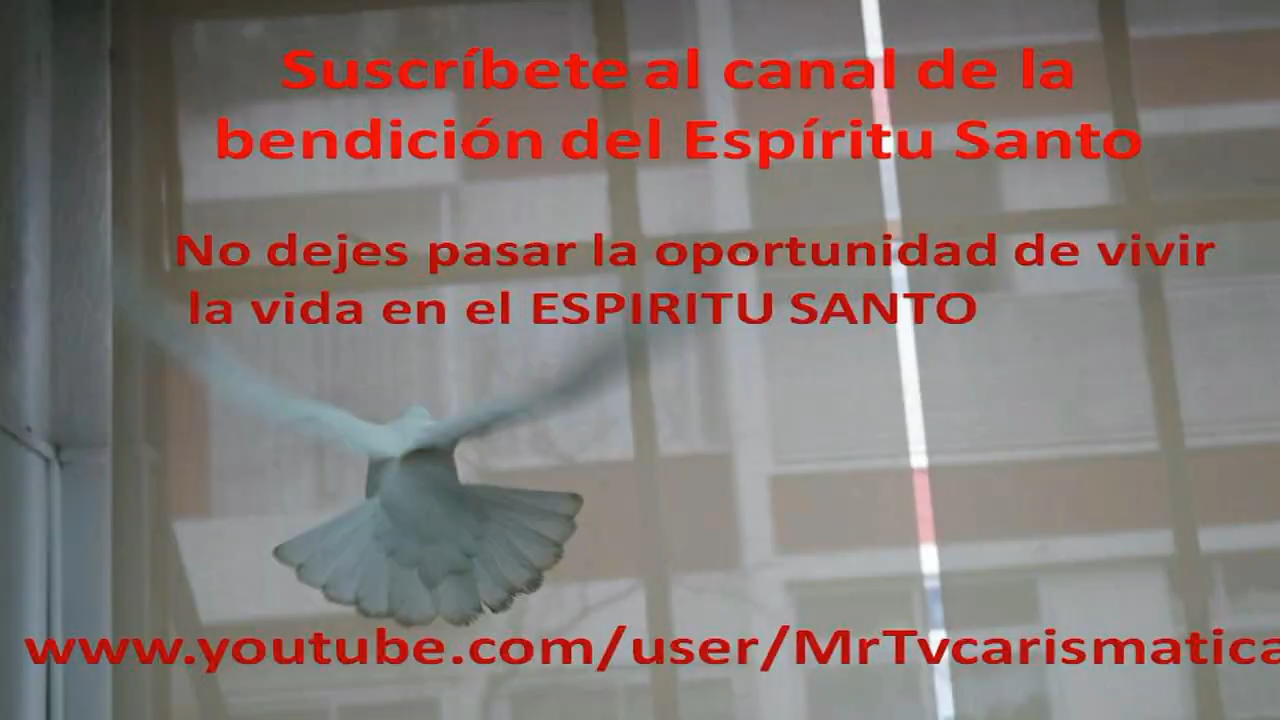 Suscríbete al canal de la
bendición del Espíritu Santo
No dejes pasar la oportunidad de vivir
la vida en el ESPIRITU SANTO
www.youtube.com/user/MrTvcarismatica